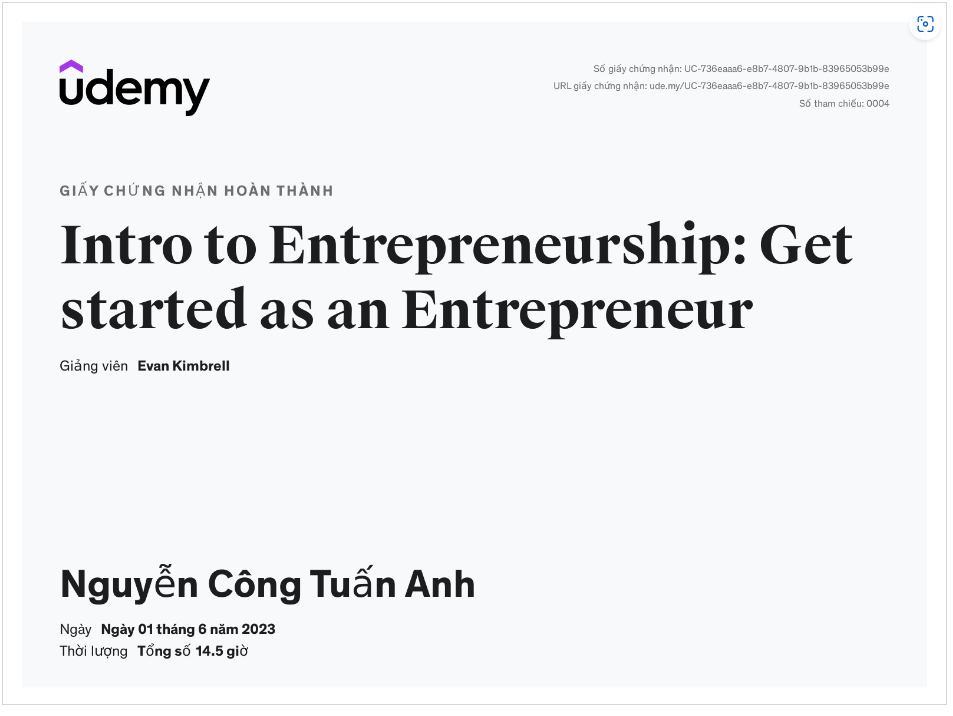 udemy
Số giấy chứng nhận: UC-736eaaa6-e8b7-4807-9b1b-83965053b99e
URL giấy chứng nhận: ude.my/UC-736eaaa6-e8b7-4807-9b1b-83965053b99e
Số tham chiếu: 0004
GIẤY CHỨNG NHẬN HOÀN THÀNH
Intro to Entrepreneurship: Get
started as an Entrepreneur
Giảng viên Evan Kimbrell
Nguyễn Công Tuấn Anh
Ngày Ngày 01 tháng 6 năm 2023
Thời lượng Tổng số 14.5 giờ